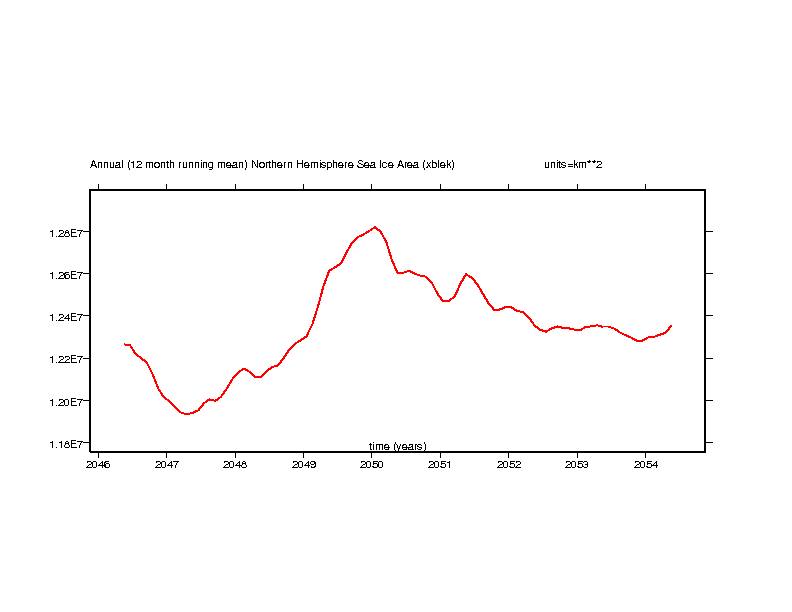 Annual (12 month running mean) Northern Hemisphere Sea Ice Area (xblek) units=km**2
1.28E7
1.26E7
1.24E7
1.22E7
1.20E7
1.18E7
time (years)
2046 2047 2048 2049 2050 2051 2052 2053 2054